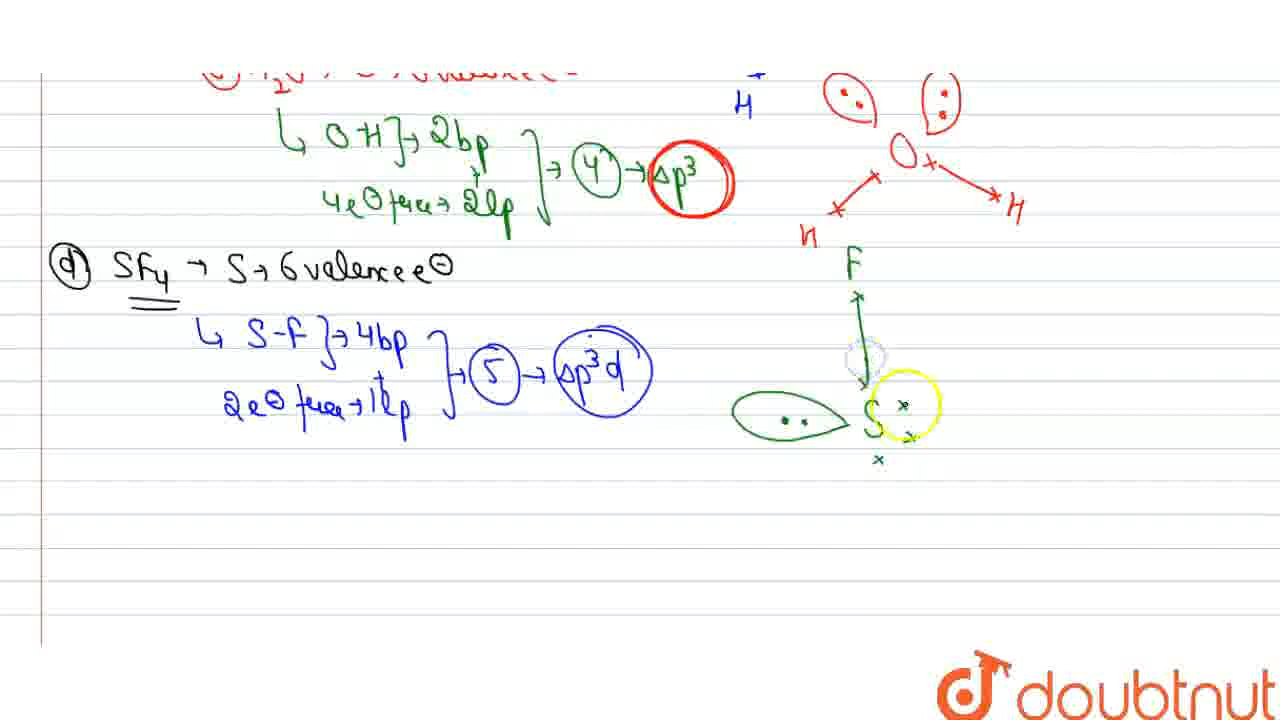 H
↳ O-H } → 2bp
+
4e⊖ free → 2lp
→ 4 → sp³
O
H H
(d) SF₄ → S → 6 valence e⊖
↳ S-F } → 4bp
+
2e⊖ free → 1lp
→ 5 → sp³d
F
S
doubtnut